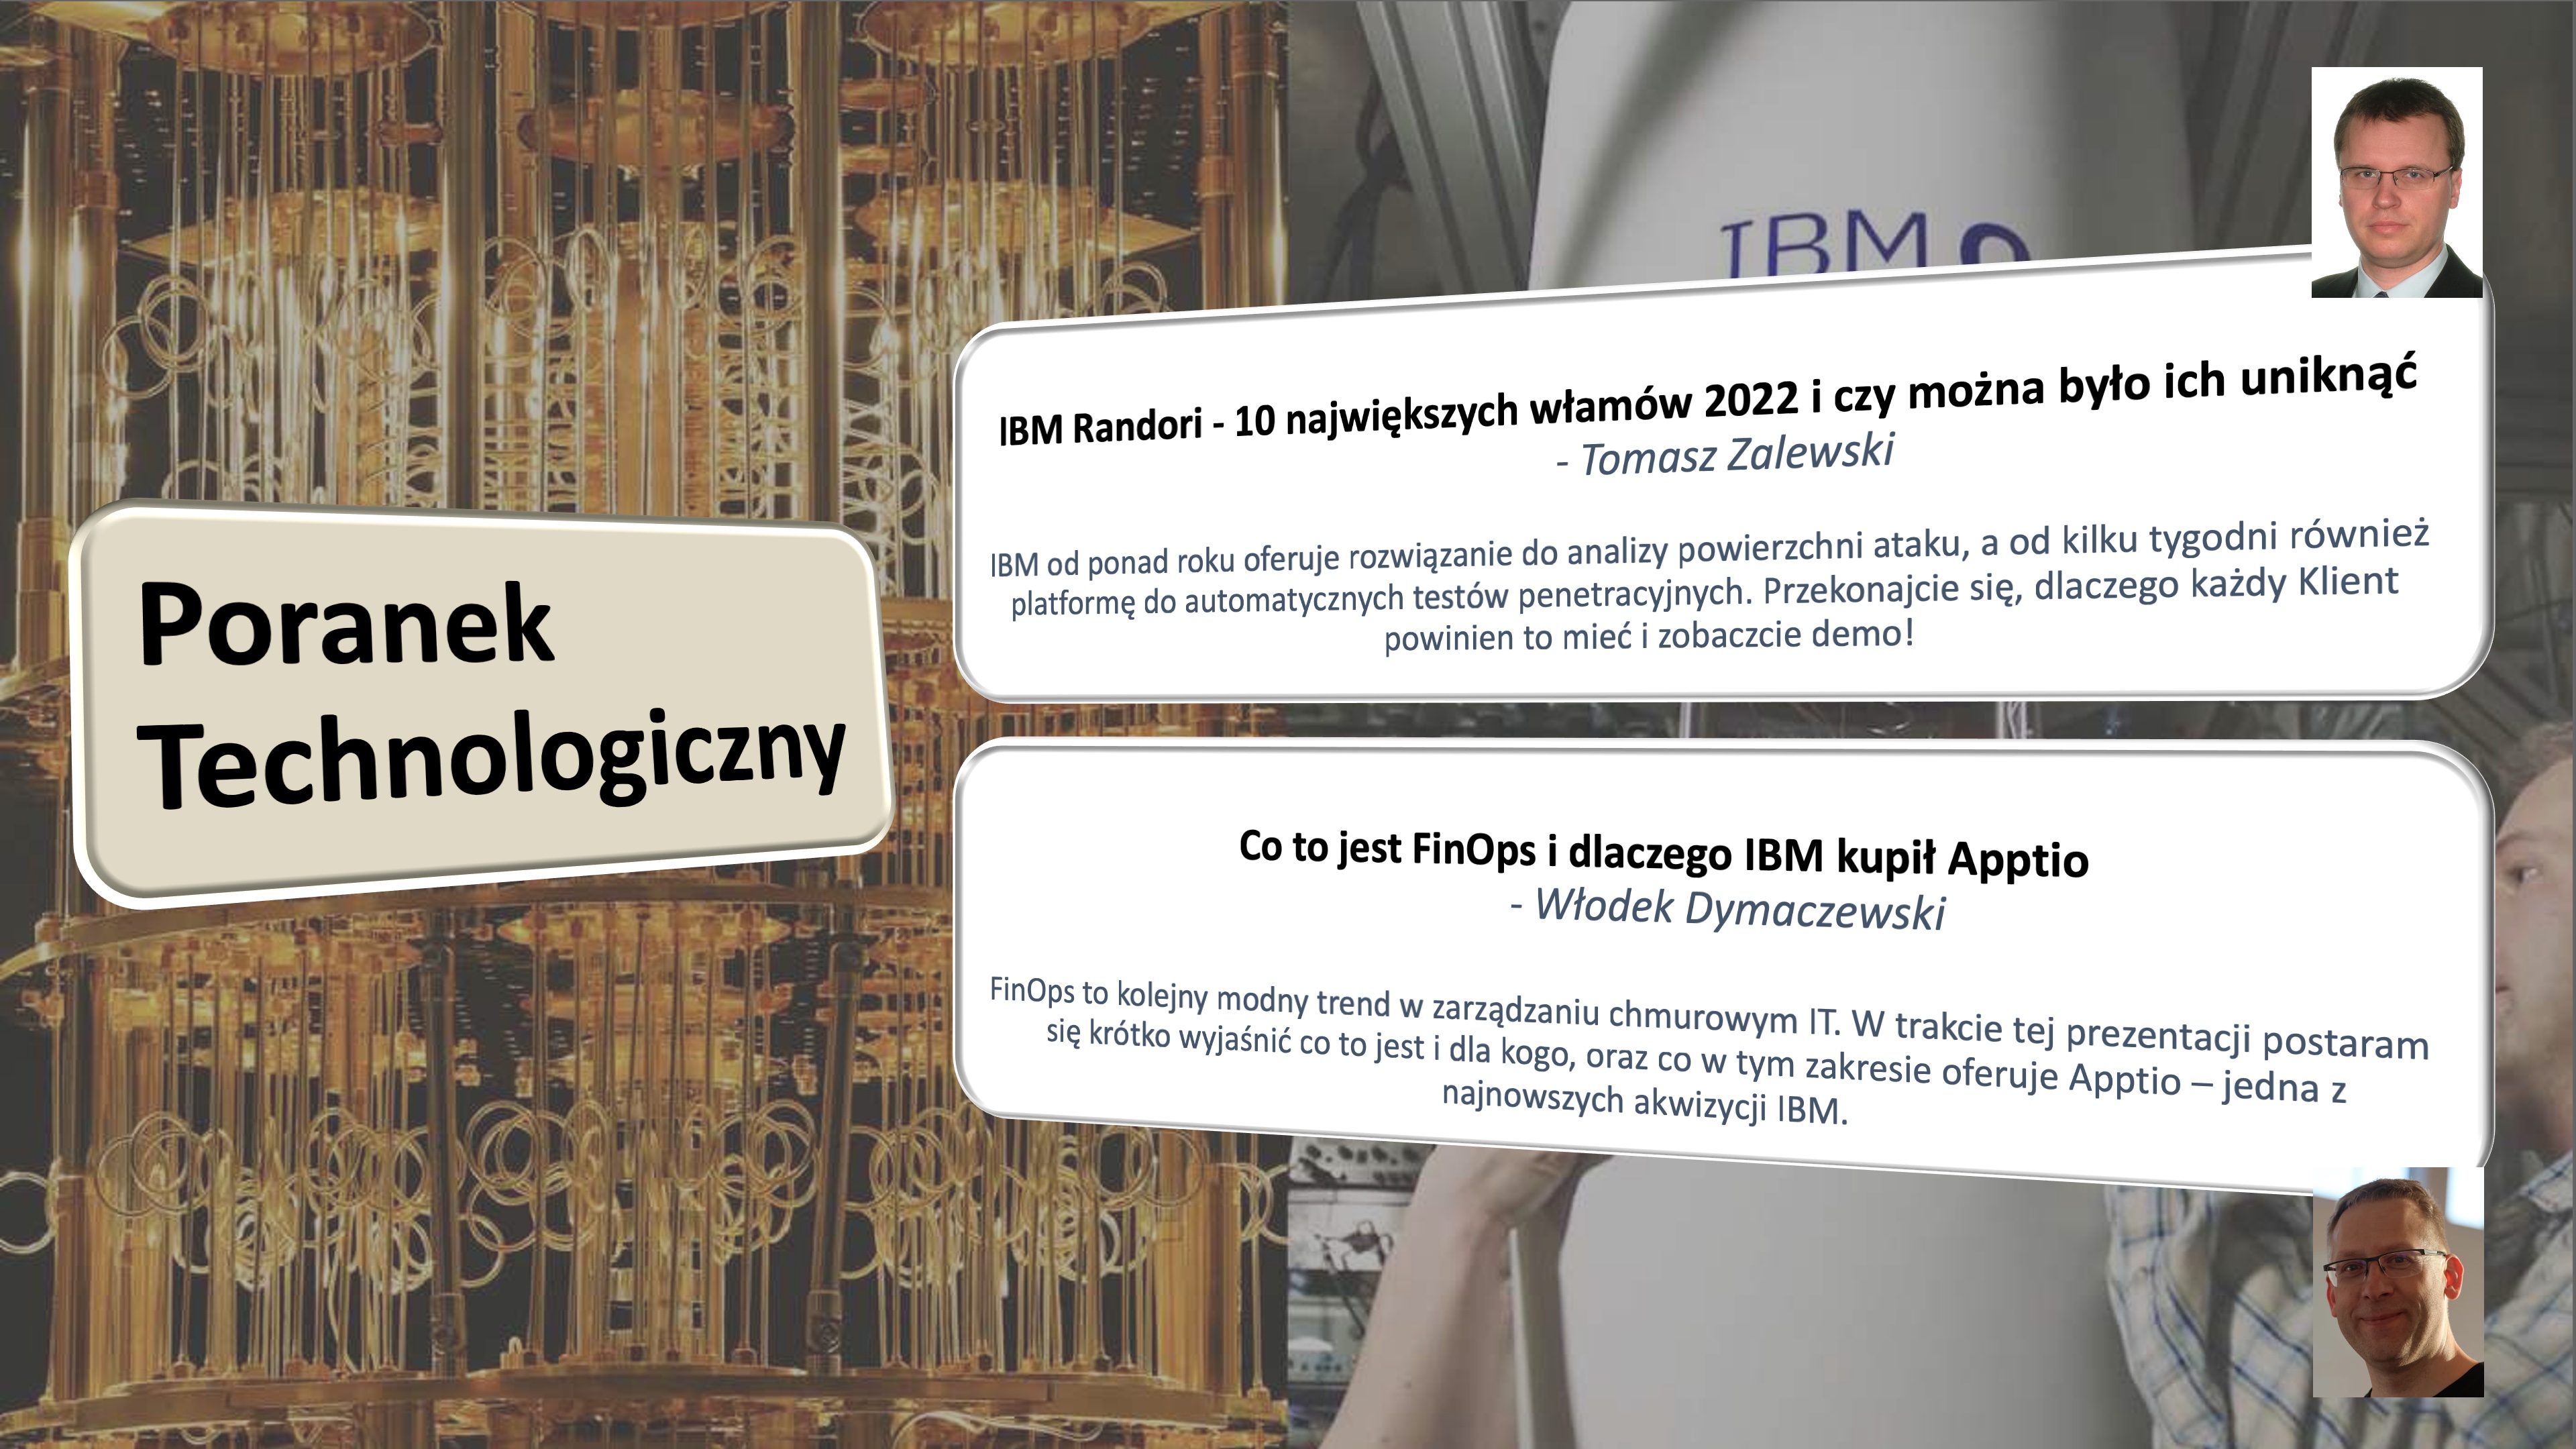 Poranek
Technologiczny
IBM
IBM Randori - 10 największych włamów 2022 i czy można było ich uniknąć
- Tomasz Zalewski
IBM od ponad roku oferuje rozwiązanie do analizy powierzchni ataku, a od kilku tygodni również
platformę do automatycznych testów penetracyjnych. Przekonajcie się, dlaczego każdy Klient
powinien to mieć i zobaczcie demo!
Co to jest FinOps i dlaczego IBM kupił Apptio
- Włodek Dymaczewski
FinOps to kolejny modny trend w zarządzaniu chmurowym IT. W trakcie tej prezentacji postaram
się krótko wyjaśnić co to jest i dla kogo, oraz co w tym zakresie oferuje Apptio – jedna z
najnowszych akwizycji IBM.